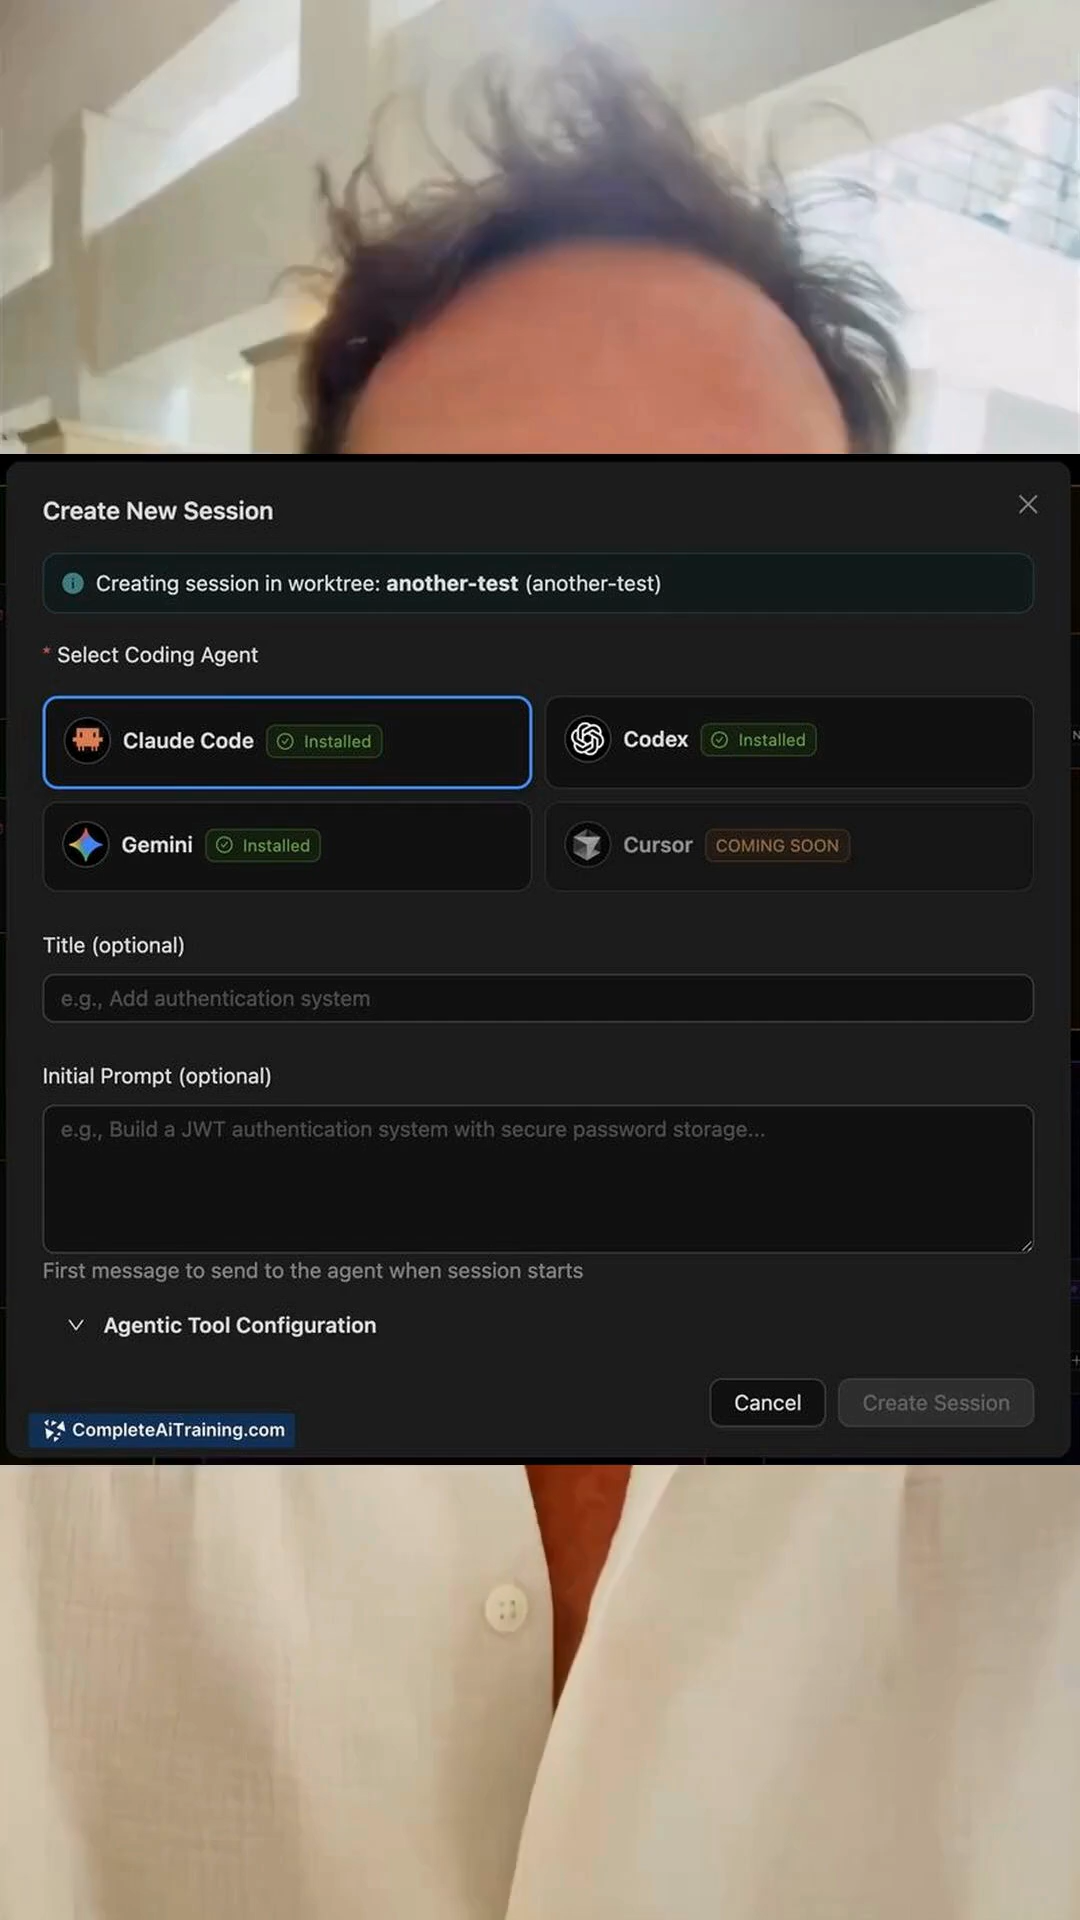 Create New Session
Creating session in worktree: another-test (another-test)
* Select Coding Agent
Claude Code Installed
Codex Installed
Gemini Installed
Cursor COMING SOON
Title (optional)
e.g., Add authentication system
Initial Prompt (optional)
e.g., Build a JWT authentication system with secure password storage...
First message to send to the agent when session starts
Agentic Tool Configuration
Cancel
Create Session
CompleteAiTraining.com